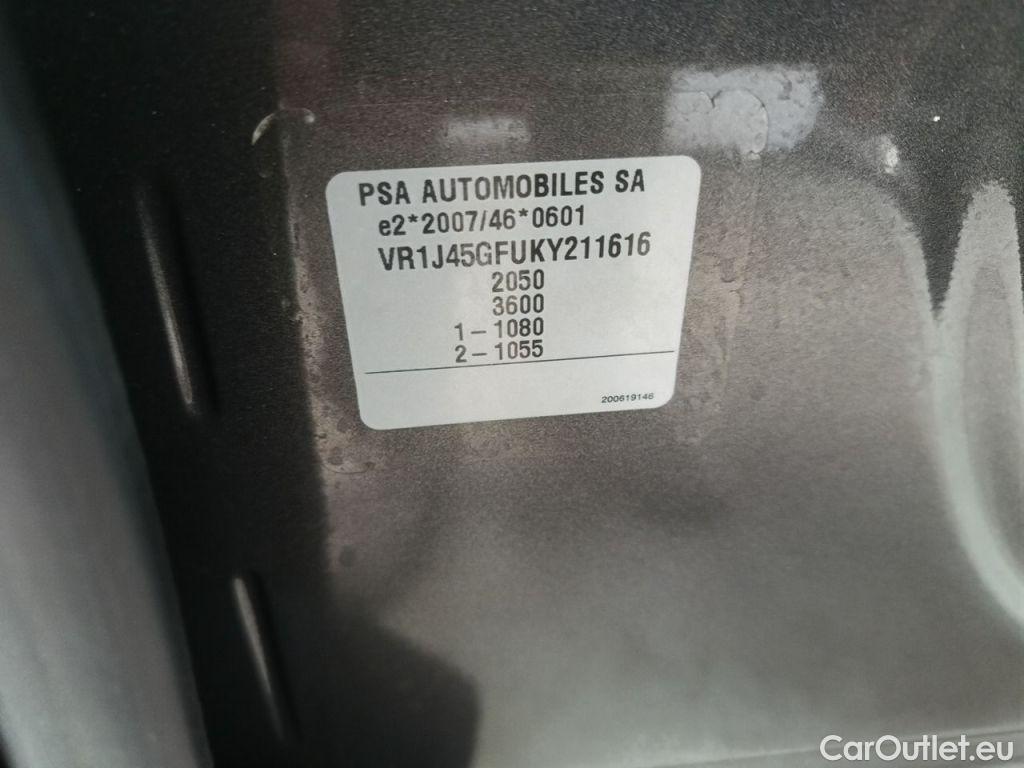 PSA AUTOMOBILES SA
e2*2007/46*0601
VR1J45GFUKY211616
2050
3600
1-1080
2-1055
200619146
CarOutlet.eu